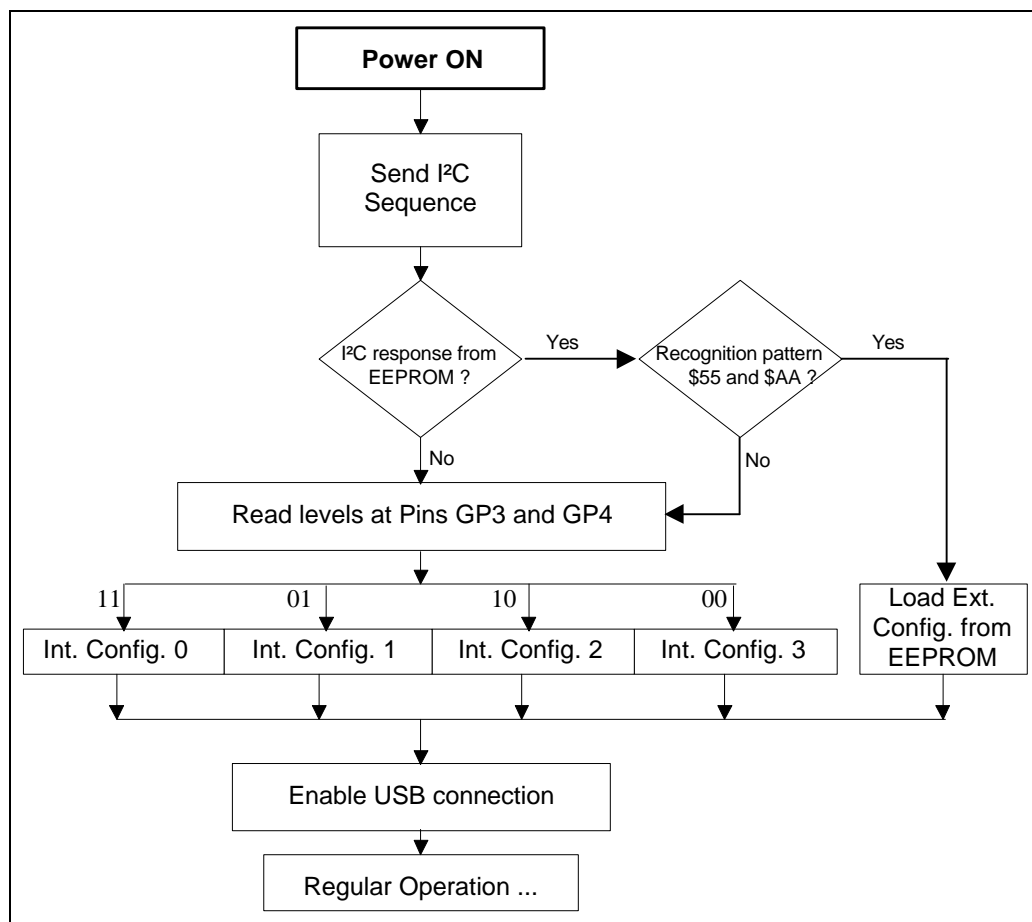 Power ON
Send I²C
Sequence
I²C response from
EEPROM ?
Yes
Recognition pattern
$55 and $AA ?
Yes
No
No
Read levels at Pins GP3 and GP4
11
01
10
00
Int. Config. 0
Int. Config. 1
Int. Config. 2
Int. Config. 3
Load Ext.
Config. from
EEPROM
Enable USB connection
Regular Operation ...